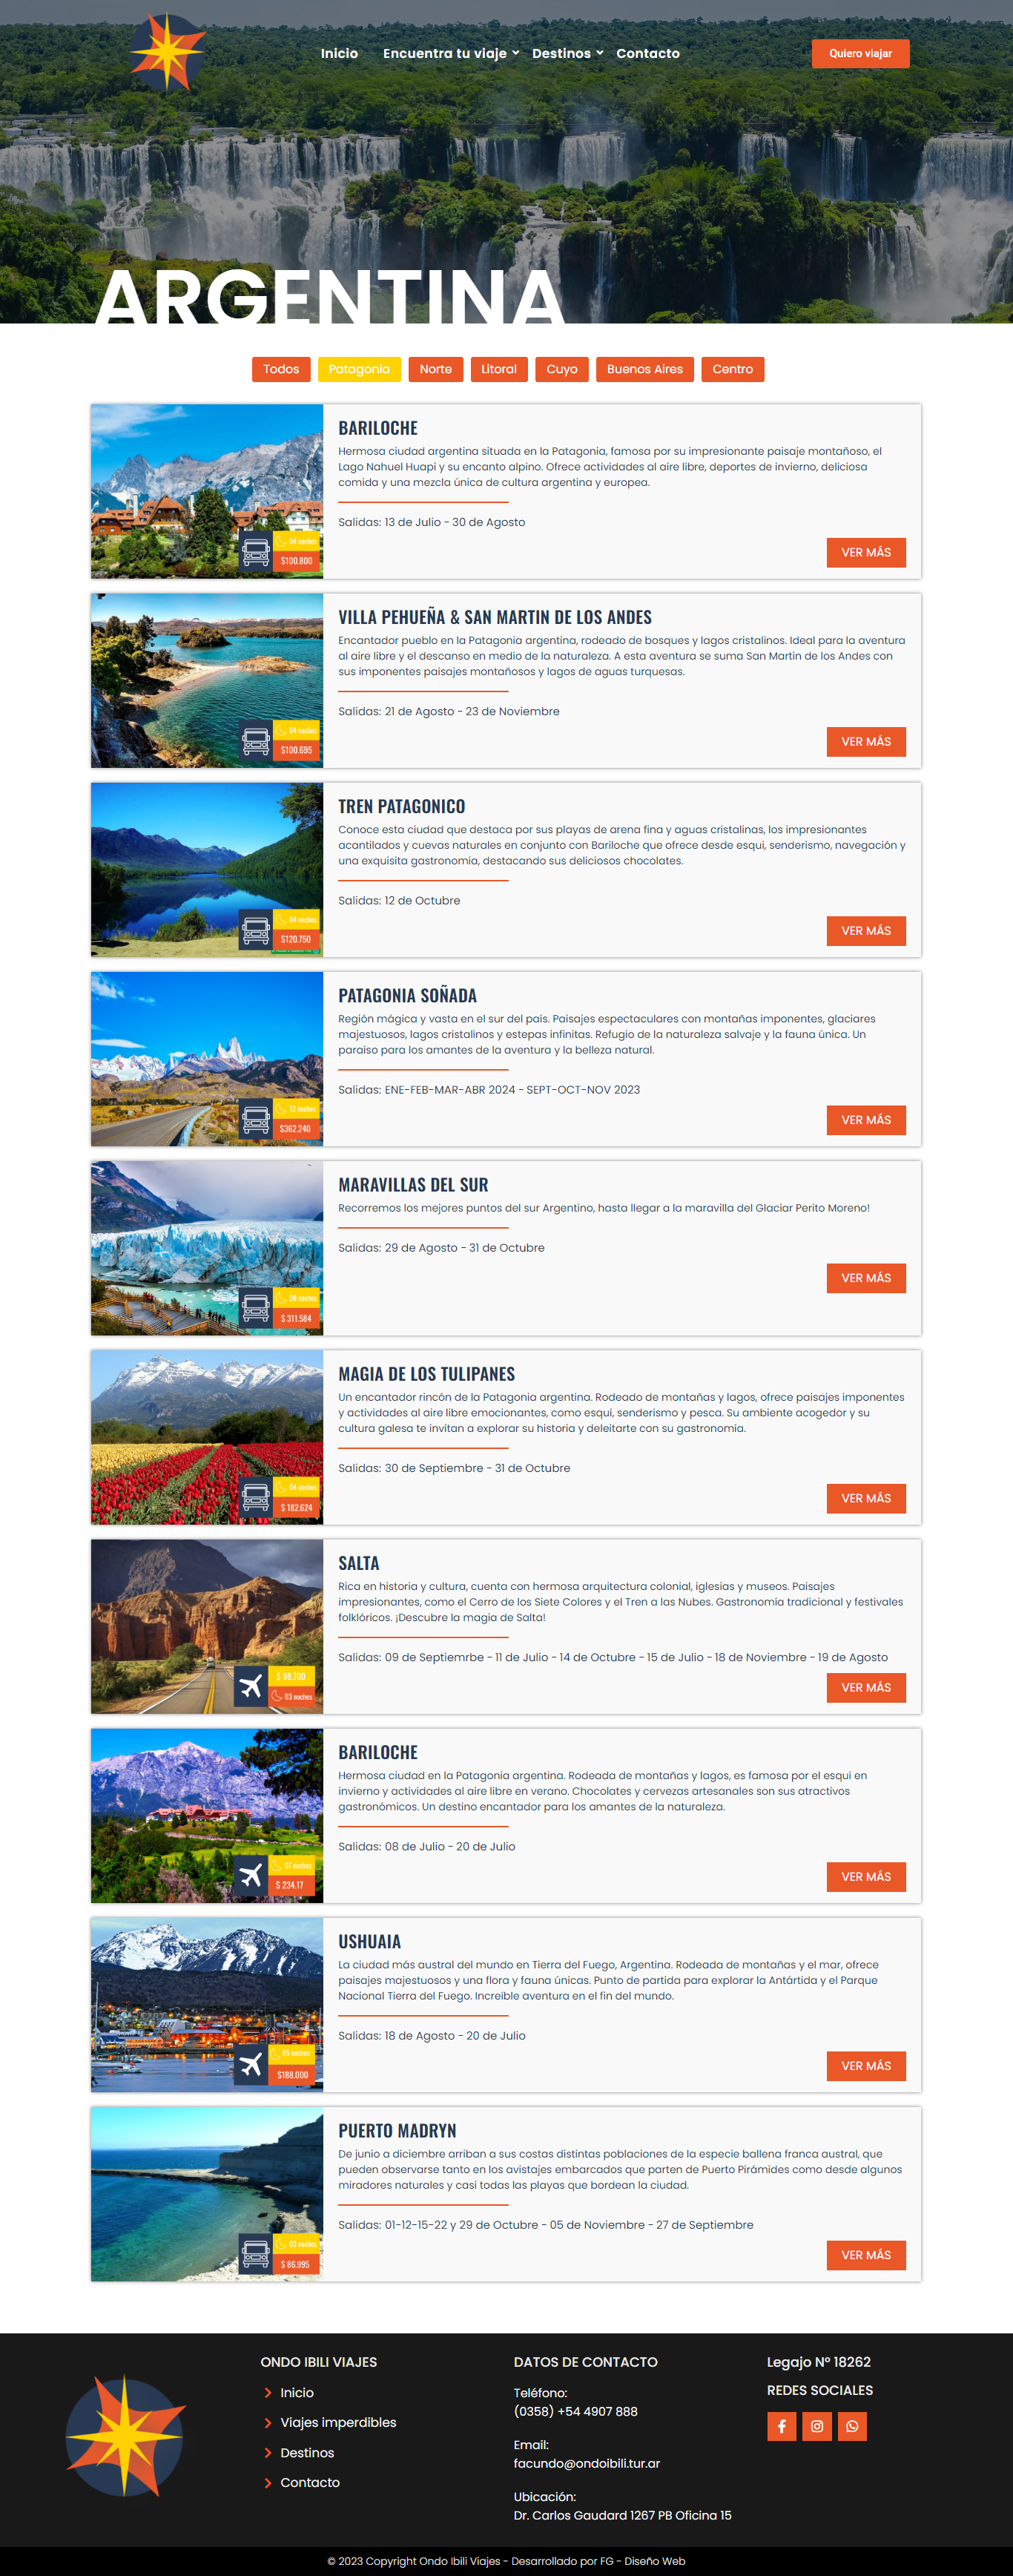 Inicio
Encuentra tu viaje
Destinos
Contacto
Quiero viajar
ARGENTINA
Todos
Patagonia
Norte
Litoral
Cuyo
Buenos Aires
Centro
BARILOCHE
Hermosa ciudad argentina situada en la Patagonia, famosa por su impresionante paisaje montañoso, el
Lago Nahuel Huapi y su encanto alpino. Ofrece actividades al aire libre, deportes de invierno, deliciosa
comida y una mezcla única de cultura argentina y europea.
Salidas: 13 de Julio - 30 de Agosto
04 noches
$100.800
VER MÁS
VILLA PEHUEÑA & SAN MARTIN DE LOS ANDES
Encantador pueblo en la Patagonia argentina, rodeado de bosques y lagos cristalinos. Ideal para la aventura
al aire libre y el descanso en medio de la naturaleza. A esta aventura se suma San Martin de los Andes con
sus imponentes paisajes montañosos y lagos de aguas turquesas.
Salidas: 21 de Agosto - 23 de Noviembre
04 noches
$100.695
VER MÁS
TREN PATAGONICO
Conoce esta ciudad que destaca por sus playas de arena fina y aguas cristalinas, los impresionantes
acantilados y cuevas naturales en conjunto con Bariloche que ofrece desde esquí, senderismo, navegación y
una exquisita gastronomía, destacando sus deliciosos chocolates.
Salidas: 12 de Octubre
04 noches
$120.750
VER MÁS
PATAGONIA SOÑADA
Región mágica y vasta en el sur del país. Paisajes espectaculares con montañas imponentes, glaciares
majestuosos, lagos cristalinos y estepas infinitas. Refugio de la naturaleza salvaje y la fauna única. Un
paraíso para los amantes de la aventura y la belleza natural.
Salidas: ENE-FEB-MAR-ABR 2024 - SEPT-OCT-NOV 2023
12 noches
$362.240
VER MÁS
MARAVILLAS DEL SUR
Recorremos los mejores puntos del sur Argentino, hasta llegar a la maravilla del Glaciar Perito Moreno!
Salidas: 29 de Agosto - 31 de Octubre
08 noches
$ 311.584
VER MÁS
MAGIA DE LOS TULIPANES
Un encantador rincón de la Patagonia argentina. Rodeado de montañas y lagos, ofrece paisajes imponentes
y actividades al aire libre emocionantes, como esquí, senderismo y pesca. Su ambiente acogedor y su
cultura galesa te invitan a explorar su historia y deleitarte con su gastronomía.
Salidas: 30 de Septiembre - 31 de Octubre
04 noches
$ 182.624
VER MÁS
SALTA
Rica en historia y cultura, cuenta con hermosa arquitectura colonial, iglesias y museos. Paisajes
impresionantes, como el Cerro de los Siete Colores y el Tren a las Nubes. Gastronomía tradicional y festivales
folklóricos. ¡Descubre la magia de Salta!
Salidas: 09 de Septiemrbe - 11 de Julio - 14 de Octubre - 15 de Julio - 18 de Noviembre - 19 de Agosto
$ 98.700
03 noches
VER MÁS
BARILOCHE
Hermosa ciudad en la Patagonia argentina. Rodeada de montañas y lagos, es famosa por el esquí en
invierno y actividades al aire libre en verano. Chocolates y cervezas artesanales son sus atractivos
gastronómicos. Un destino encantador para los amantes de la naturaleza.
Salidas: 08 de Julio - 20 de Julio
07 noches
$ 234.17
VER MÁS
USHUAIA
La ciudad más austral del mundo en Tierra del Fuego, Argentina. Rodeada de montañas y el mar, ofrece
paisajes majestuosos y una flora y fauna únicas. Punto de partida para explorar la Antártida y el Parque
Nacional Tierra del Fuego. Increíble aventura en el fin del mundo.
Salidas: 18 de Agosto - 20 de Julio
05 noches
$188.000
VER MÁS
PUERTO MADRYN
De junio a diciembre arriban a sus costas distintas poblaciones de la especie ballena franca austral, que
pueden observarse tanto en los avistajes embarcados que parten de Puerto Pirámides como desde algunos
miradores naturales y casi todas las playas que bordean la ciudad.
Salidas: 01-12-15-22 y 29 de Octubre - 05 de Noviembre - 27 de Septiembre
03 noches
$ 86.995
VER MÁS
ONDO IBILI VIAJES
Inicio
Viajes imperdibles
Destinos
Contacto
DATOS DE CONTACTO
Teléfono:
(0358) +54 4907 888
Email:
facundo@ondoibili.tur.ar
Ubicación:
Dr. Carlos Gaudard 1267 PB Oficina 15
Legajo Nº 18262
REDES SOCIALES
© 2023 Copyright Ondo Ibili Viajes - Desarrollado por FG - Diseño Web